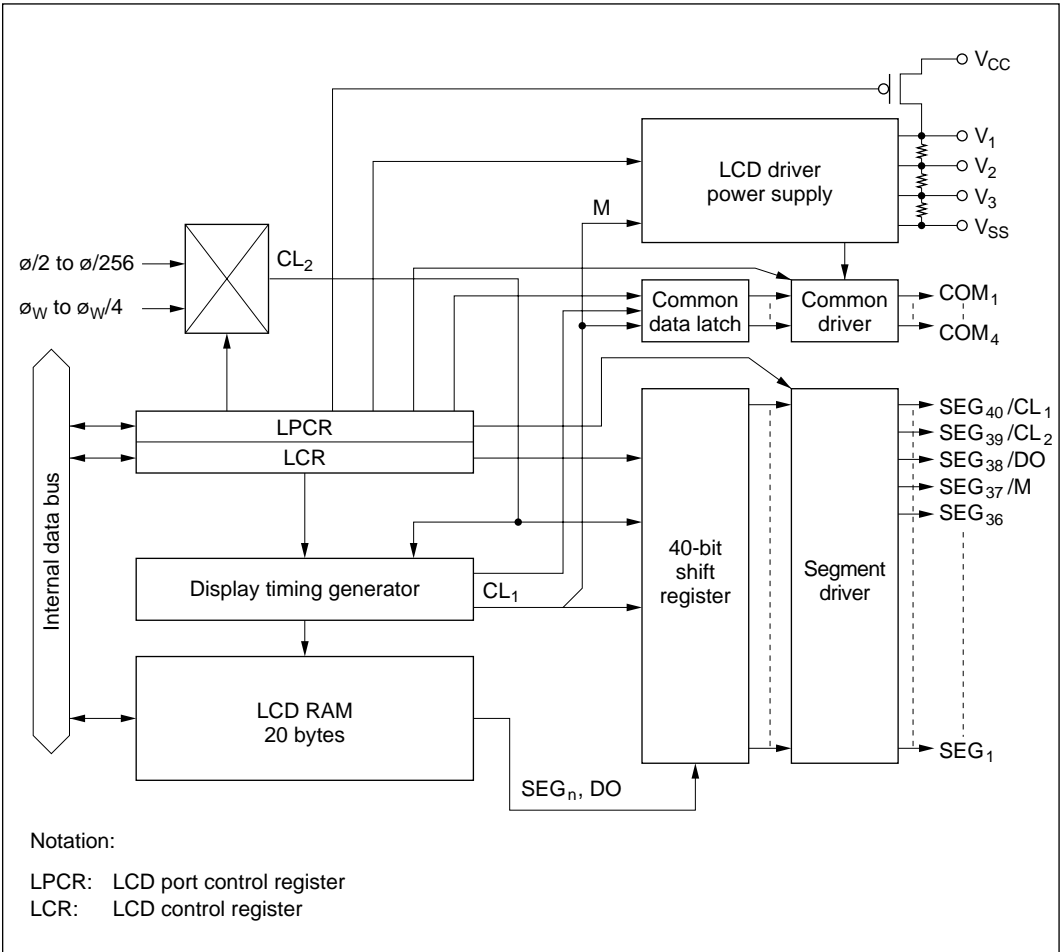 V_CC
V_1
LCD driver
power supply
V_2
V_3
M
V_SS
ø/2 to ø/256
CL_2
ø_W to ø_W/4
Common
data latch
Common
driver
COM_1
COM_4
Internal data bus
LPCR
LCR
SEG_40/CL_1
SEG_39/CL_2
SEG_38/DO
SEG_37/M
SEG_36
Display timing generator
CL_1
40-bit
shift
register
Segment
driver
LCD RAM
20 bytes
SEG_1
SEG_n, DO
Notation:
LPCR: LCD port control register
LCR: LCD control register